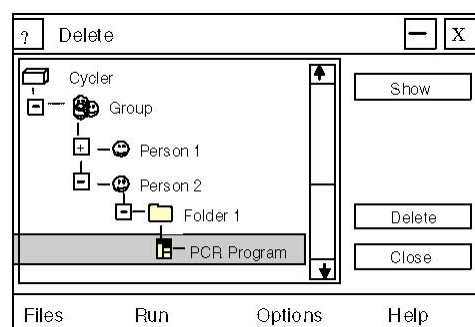 ? Delete X
Cycler
Show
Group
Person 1
Person 2
Folder 1
Delete
PCR Program
Close
Files Run Options Help